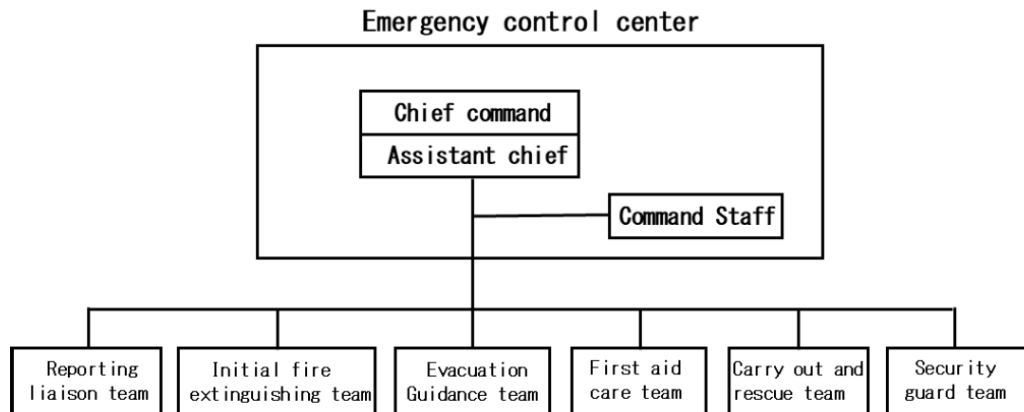 Emergency control center
Chief command
Assistant chief
Command Staff
Reporting
liaison team
Initial fire
extinguishing team
Evacuation
Guidance team
First aid
care team
Carry out and
rescue team
Security
guard team